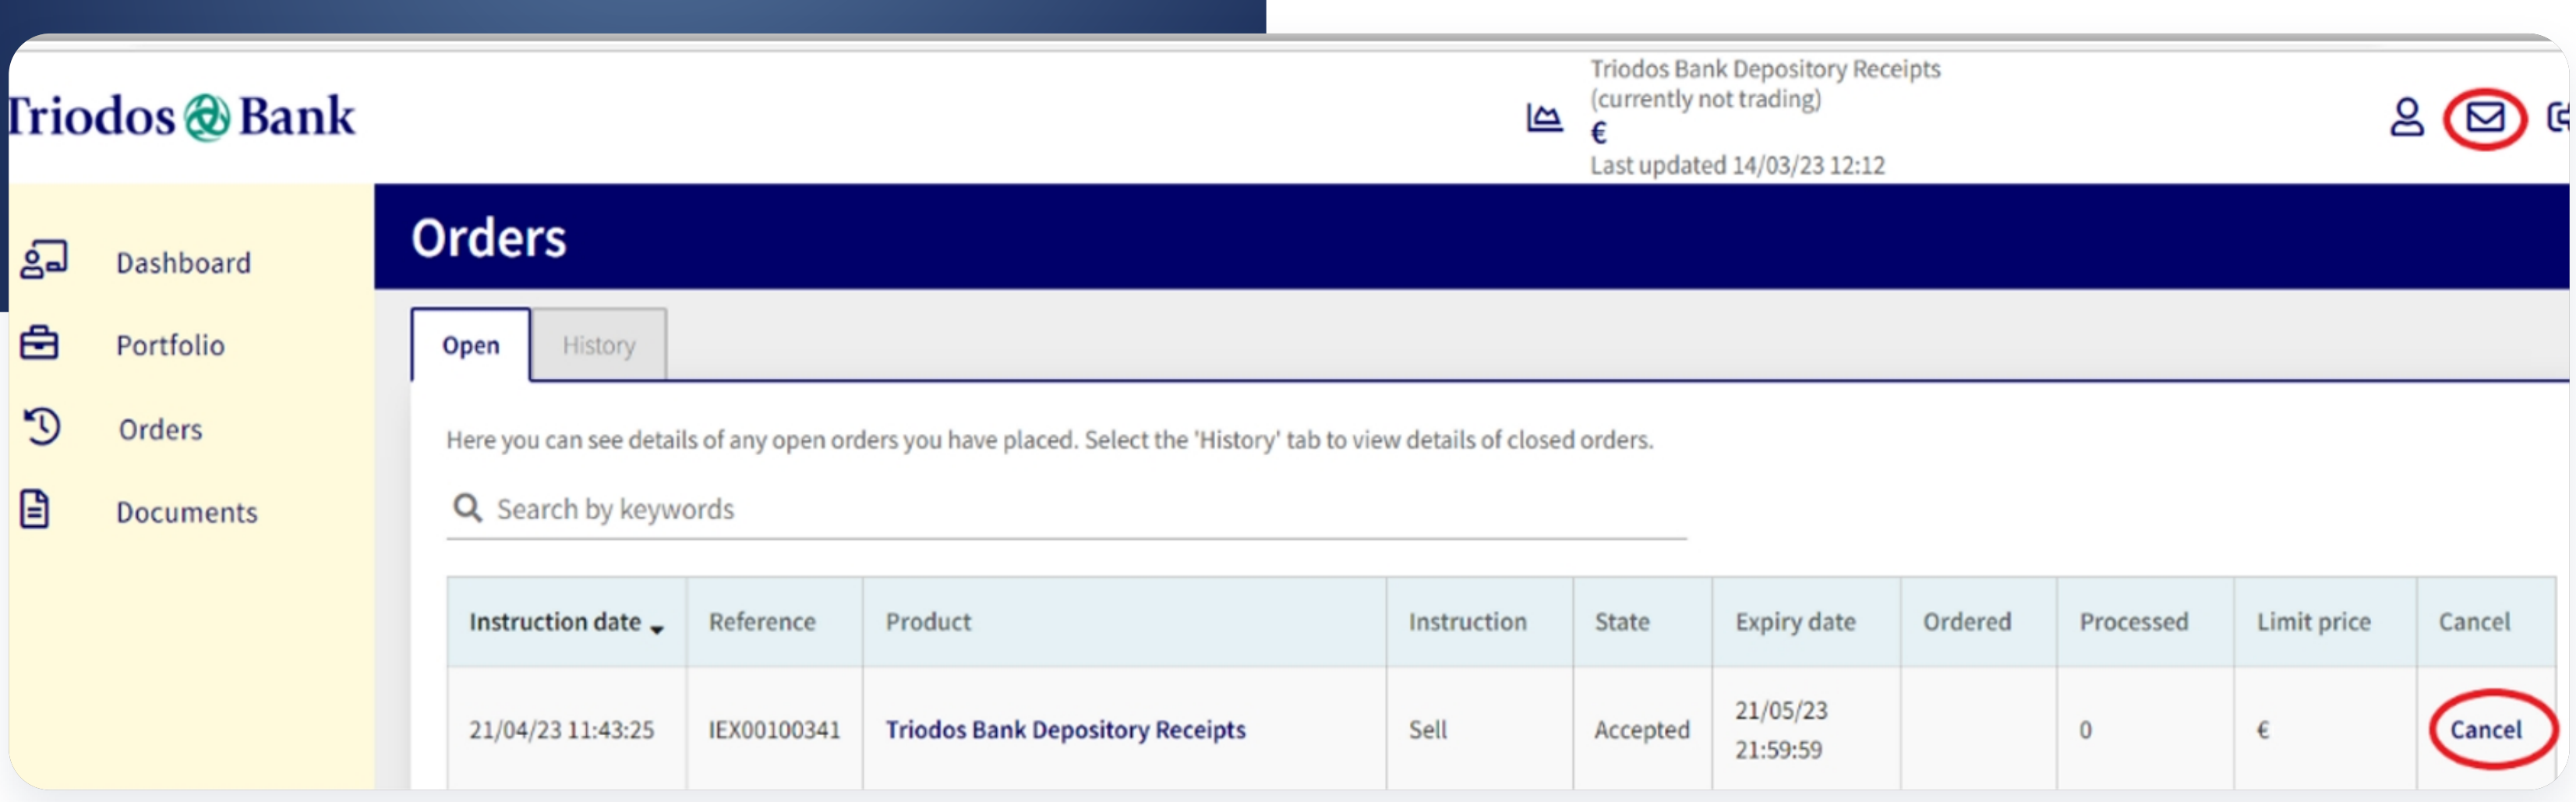 Triodos Bank
Triodos Bank Depository Receipts
(currently not trading)
€
Last updated 14/03/23 12:12
Dashboard
Portfolio
Orders
Documents
Orders
Open History
Here you can see details of any open orders you have placed. Select the 'History' tab to view details of closed orders.
Search by keywords
Instruction date Reference Product Instruction State Expiry date Ordered Processed Limit price Cancel
21/04/23 11:43:25 IEX00100341 Triodos Bank Depository Receipts Sell Accepted 21/05/23 0 € Cancel
21:59:59